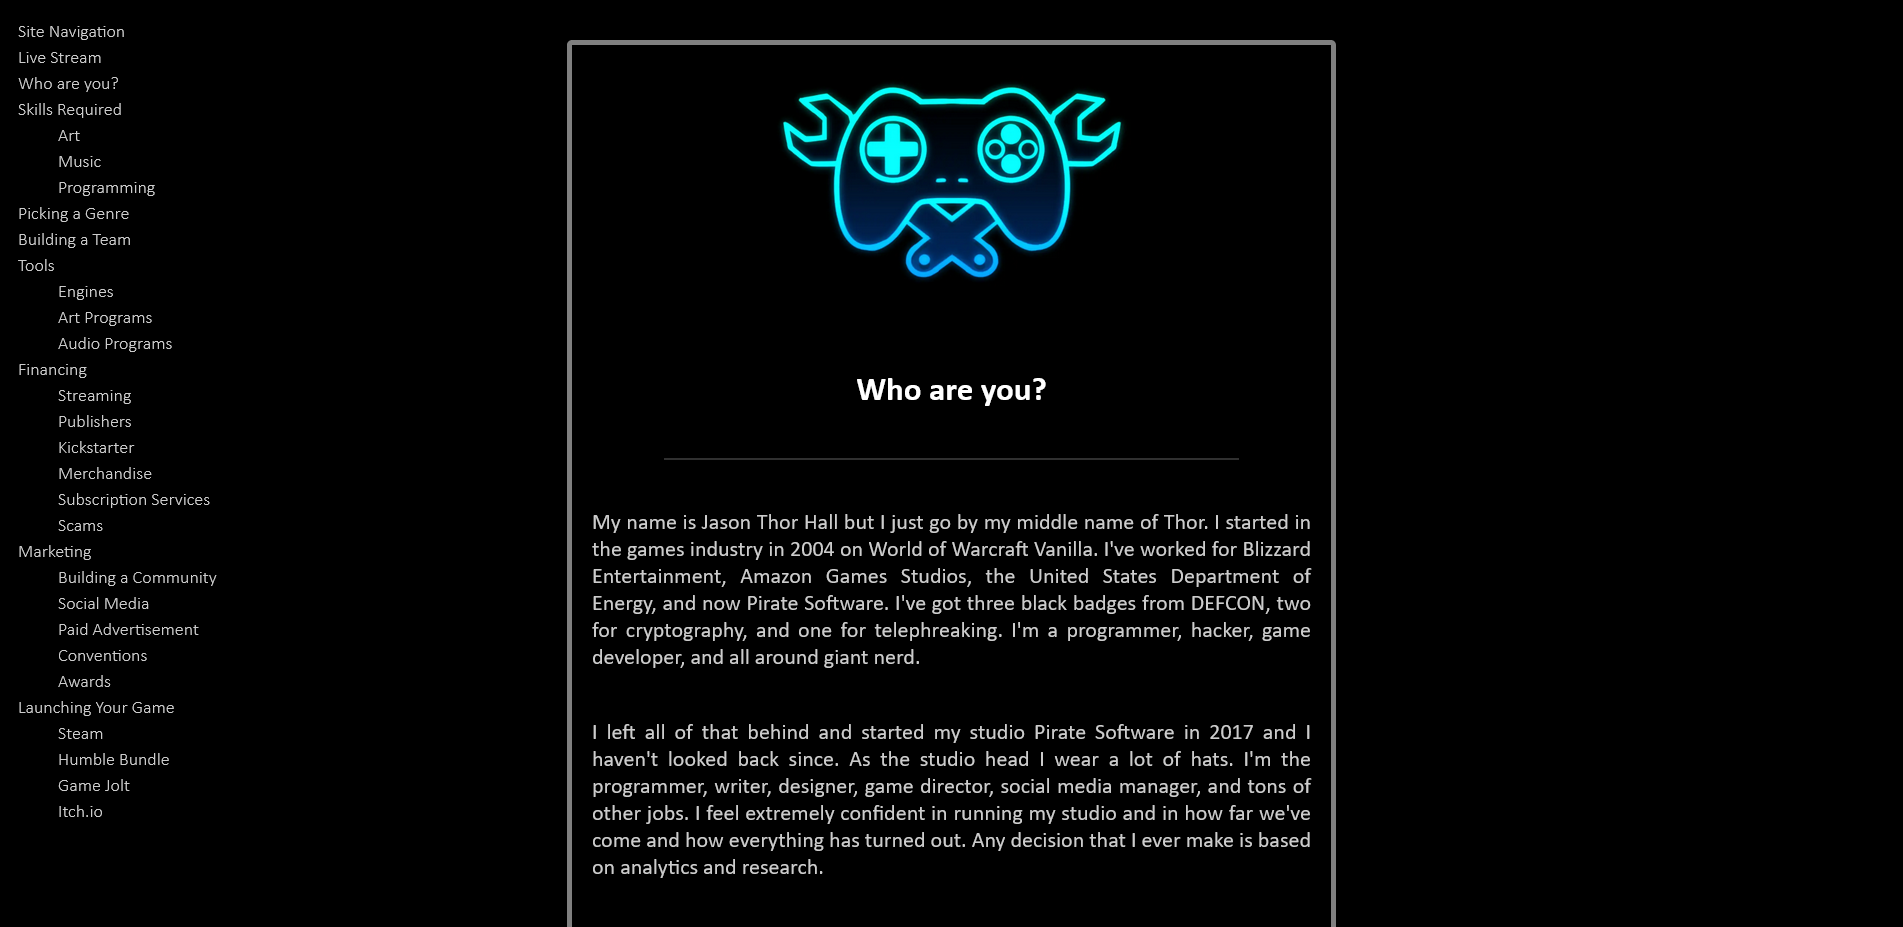 Site Navigation
Live Stream
Who are you?
Skills Required
Art
Music
Programming
Picking a Genre
Building a Team
Tools
Engines
Art Programs
Audio Programs
Financing
Streaming
Publishers
Kickstarter
Merchandise
Subscription Services
Scams
Marketing
Building a Community
Social Media
Paid Advertisement
Conventions
Awards
Launching Your Game
Steam
Humble Bundle
Game Jolt
Itch.io
Who are you?
My name is Jason Thor Hall but I just go by my middle name of Thor. I started in
the games industry in 2004 on World of Warcraft Vanilla. I've worked for Blizzard
Entertainment, Amazon Games Studios, the United States Department of
Energy, and now Pirate Software. I've got three black badges from DEFCON, two
for cryptography, and one for telephreaking. I'm a programmer, hacker, game
developer, and all around giant nerd.
I left all of that behind and started my studio Pirate Software in 2017 and I
haven't looked back since. As the studio head I wear a lot of hats. I'm the
programmer, writer, designer, game director, social media manager, and tons of
other jobs. I feel extremely confident in running my studio and in how far we've
come and how everything has turned out. Any decision that I ever make is based
on analytics and research.